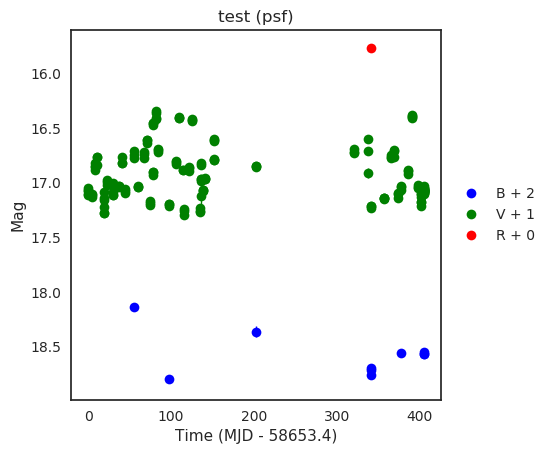 test (psf)
16.0
16.5
17.0
17.5
18.0
18.5
Mag
0
100
200
300
400
Time (MJD - 58653.4)
B + 2
V + 1
R + 0